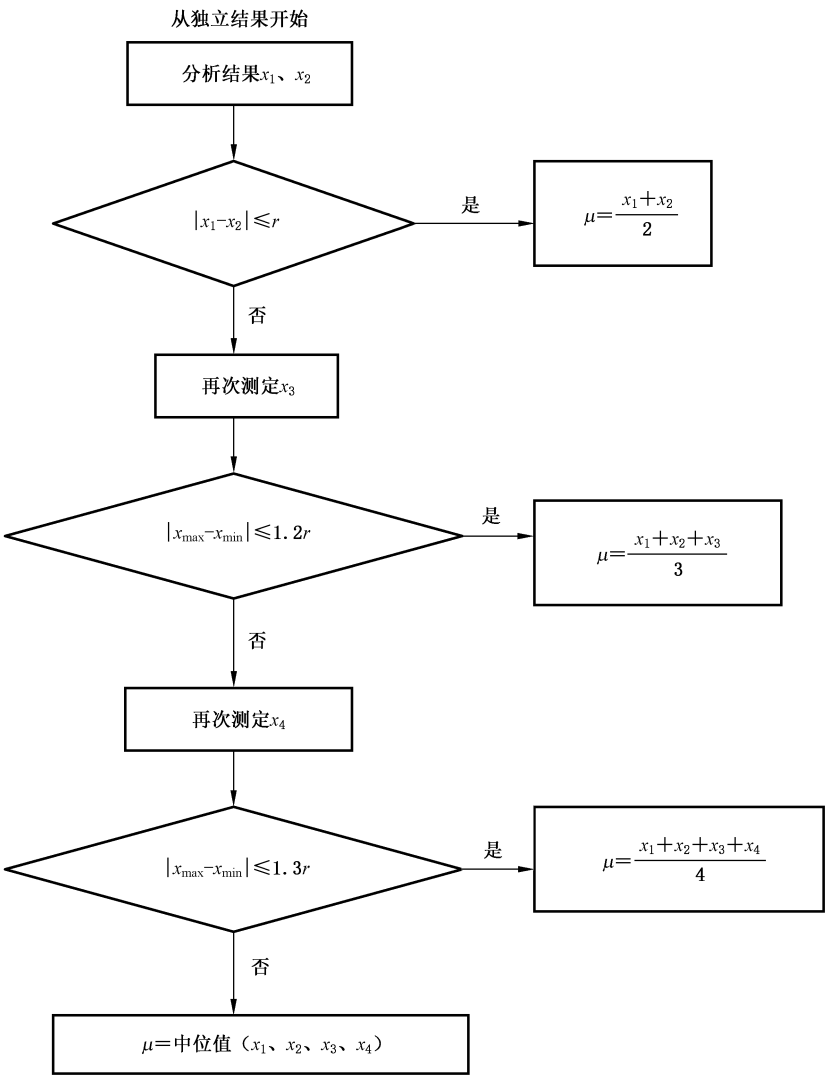 从独立结果开始
分析结果x₁、x₂
|x₁−x₂|≤r
是
μ=(x₁+x₂)/2
否
再次测定x₃
|xmax−xmin|≤1.2r
是
μ=(x₁+x₂+x₃)/3
否
再次测定x₄
|xmax−xmin|≤1.3r
是
μ=(x₁+x₂+x₃+x₄)/4
否
μ=中位值（x₁、x₂、x₃、x₄）